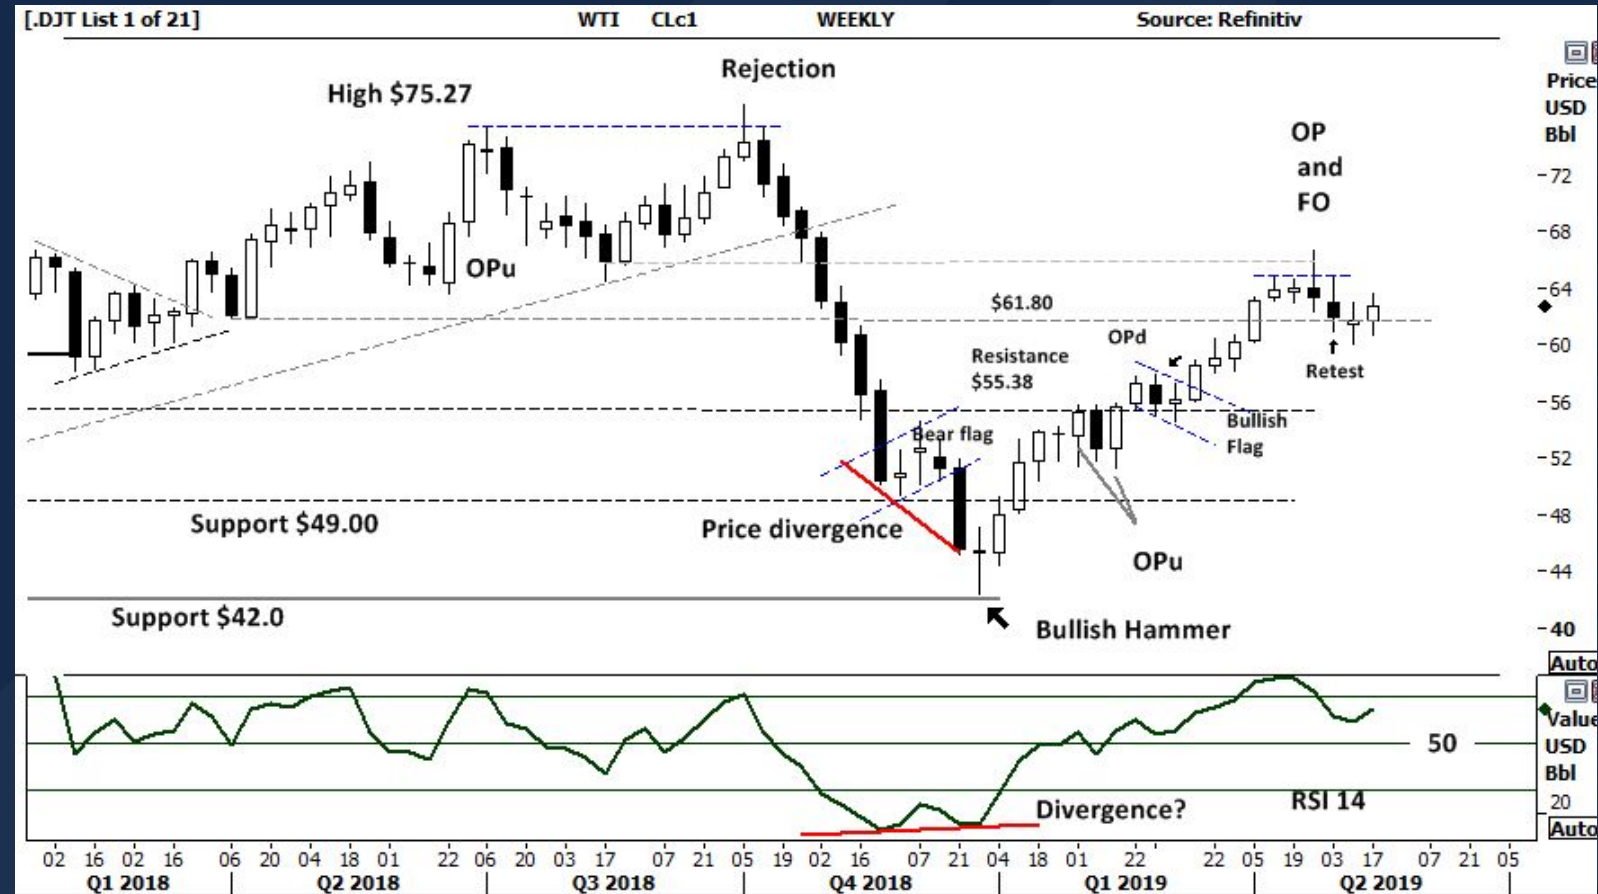 [.DJT List 1 of 21] WTI CLc1 WEEKLY Source: Refinitiv
Rejection
High $75.27
Price
USD
Bbl
OP
and
FO
72
68
OPu
64
$61.80
OPd
60
Resistance
$55.38
Retest
56
Bullish
Flag
Bear flag
52
Support $49.00
Price divergence
48
OPu
44
Support $42.0
Bullish Hammer
40
Auto
Value
USD
Bbl
50
RSI 14
20
Divergence?
Auto
02 16 02 16 06 20 04 18 01 22 06 20 03 17 07 21 05 19 02 16 07 21 04 18 01 22 22 05 19 03 17 07 21 05
Q1 2018 Q2 2018 Q3 2018 Q4 2018 Q1 2019 Q2 2019